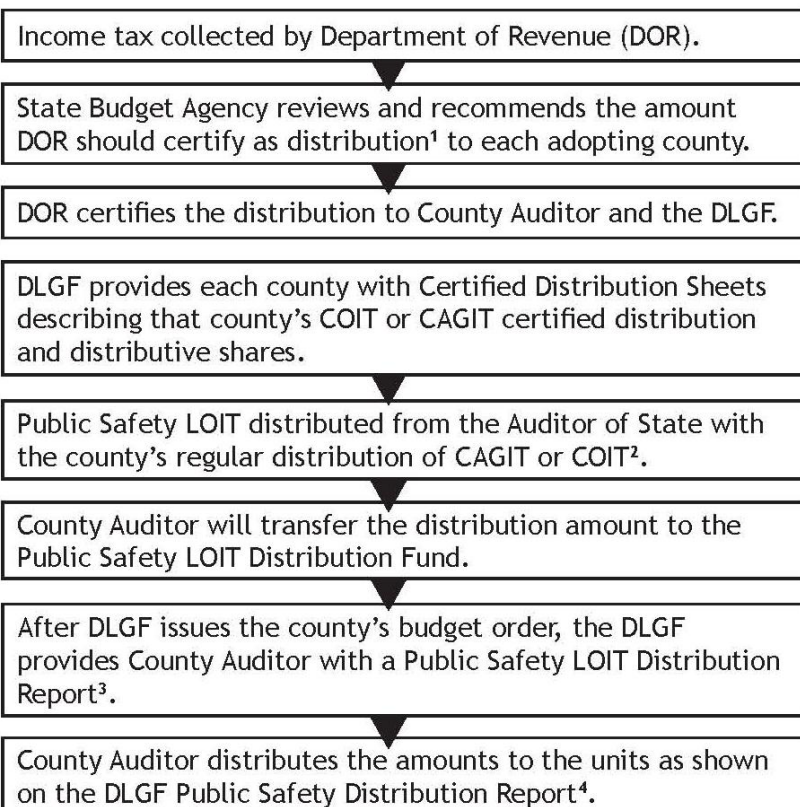 Income tax collected by Department of Revenue (DOR).
State Budget Agency reviews and recommends the amount
DOR should certify as distribution¹ to each adopting county.
DOR certifies the distribution to County Auditor and the DLGF.
DLGF provides each county with Certified Distribution Sheets
describing that county's COIT or CAGIT certified distribution
and distributive shares.
Public Safety LOIT distributed from the Auditor of State with
the county's regular distribution of CAGIT or COIT².
County Auditor will transfer the distribution amount to the
Public Safety LOIT Distribution Fund.
After DLGF issues the county's budget order, the DLGF
provides County Auditor with a Public Safety LOIT Distribution
Report³.
County Auditor distributes the amounts to the units as shown
on the DLGF Public Safety Distribution Report⁴.